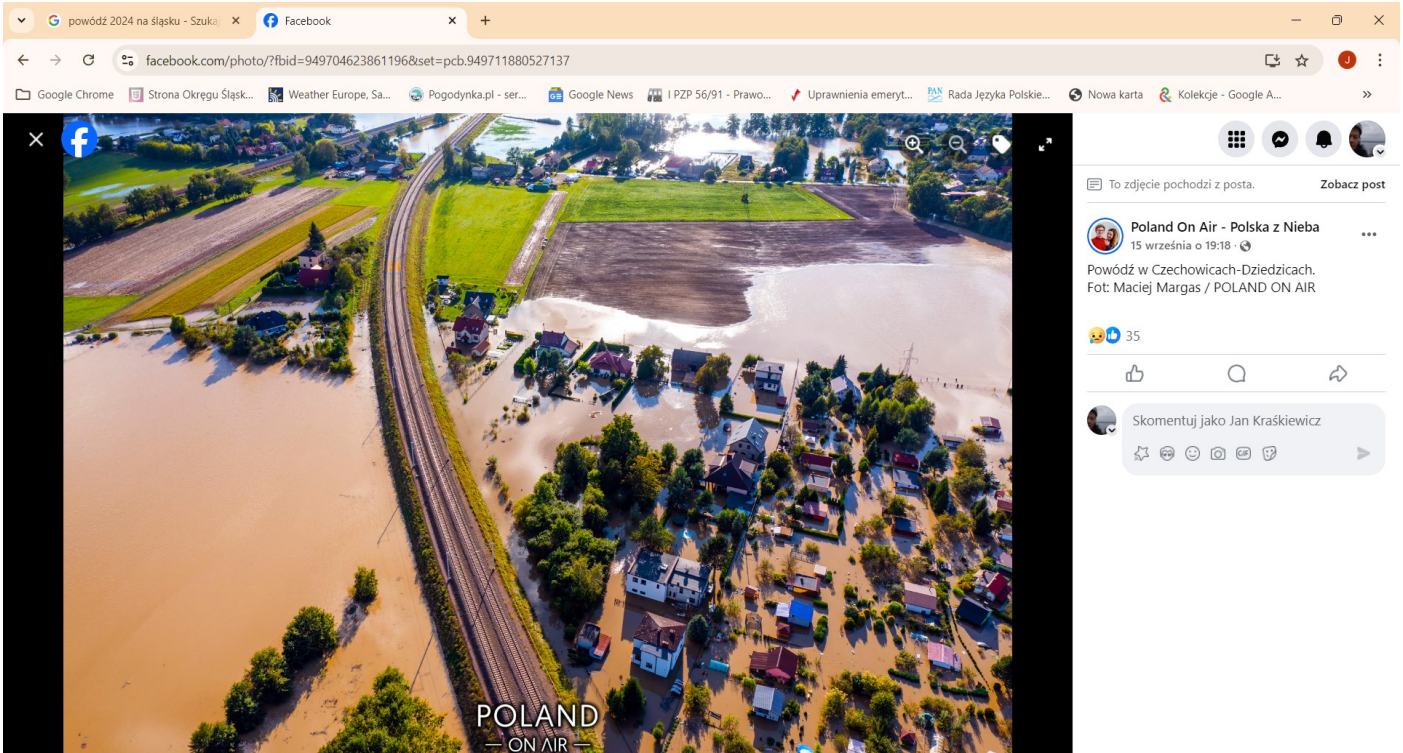 powódź 2024 na śląsku - Szukaj
Facebook
facebook.com/photo/?fbid=949704623861196&set=pcb.949711880527137
Google Chrome
Strona Okręgu Śląsk...
Weather Europe, Sa...
Pogodynka.pl - ser...
Google News
I PZP 56/91 - Prawo...
Uprawnienia emeryt...
PAN
Rada Języka Polskie...
Nowa karta
Kolekcje - Google A...
J
To zdjęcie pochodzi z posta.
Zobacz post
Poland On Air - Polska z Nieba
15 września o 19:18 ·
Powódź w Czechowicach-Dziedzicach.
Fot: Maciej Margas / POLAND ON AIR
35
Skomentuj jako Jan Kraśkiewicz
GIF
POLAND
— ON AIR —